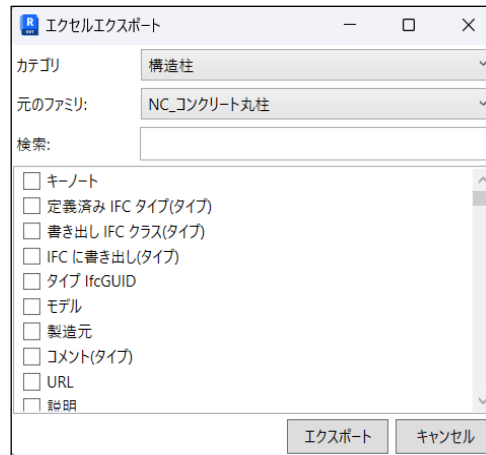 エクセルエクスポート
カテゴリ 構造柱
元のファミリ: NC_コンクリート丸柱
検索:
キーノート
定義済み IFC タイプ(タイプ)
書き出し IFC クラス(タイプ)
IFC に書き出し(タイプ)
タイプ IfcGUID
モデル
製造元
コメント(タイプ)
URL
説明
エクスポート キャンセル